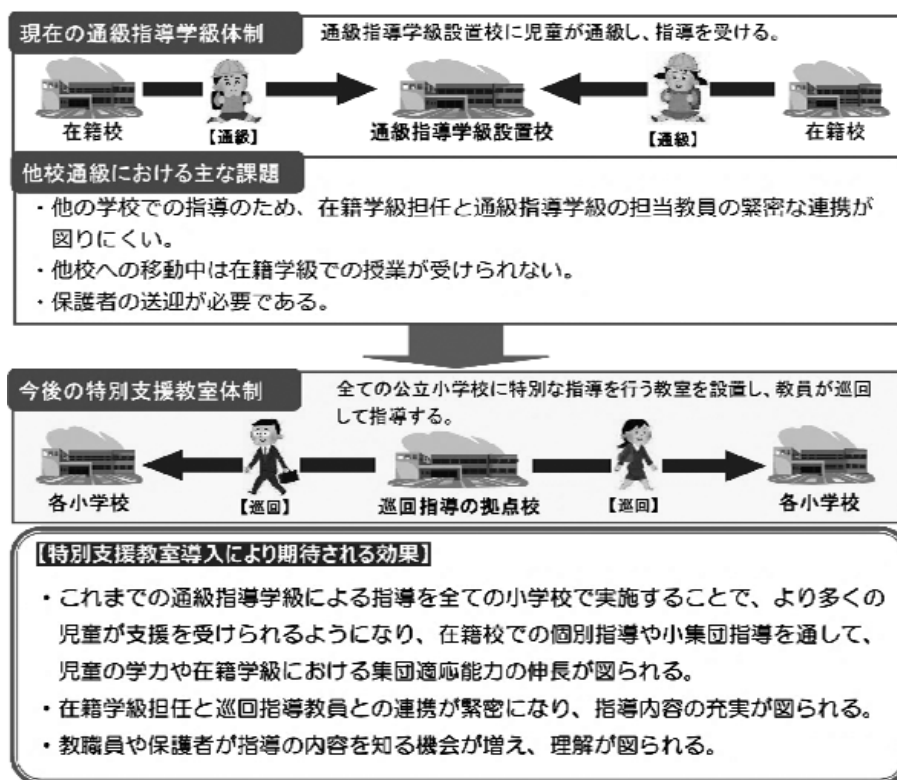 現在の通級指導学級体制
通級指導学級設置校に児童が通級し、指導を受ける。
在籍校
【通級】
通級指導学級設置校
【通級】
在籍校
他校通級における主な課題
・他の学校での指導のため、在籍学級担任と通級指導学級の担当教員の緊密な連携が
図りにくい。
・他校への移動中は在籍学級での授業が受けられない。
・保護者の送迎が必要である。
今後の特別支援教室体制
全ての公立小学校に特別な指導を行う教室を設置し、教員が巡回
して指導する。
各小学校
【巡回】
巡回指導の拠点校
【巡回】
各小学校
【特別支援教室導入により期待される効果】
・これまでの通級指導学級による指導を全ての小学校で実施することで、より多くの
児童が支援を受けられるようになり、在籍校での個別指導や小集団指導を通して、
児童の学力や在籍学級における集団適応能力の伸長が図られる。
・在籍学級担任と巡回指導教員との連携が緊密になり、指導内容の充実が図られる。
・教職員や保護者が指導の内容を知る機会が増え、理解が図られる。